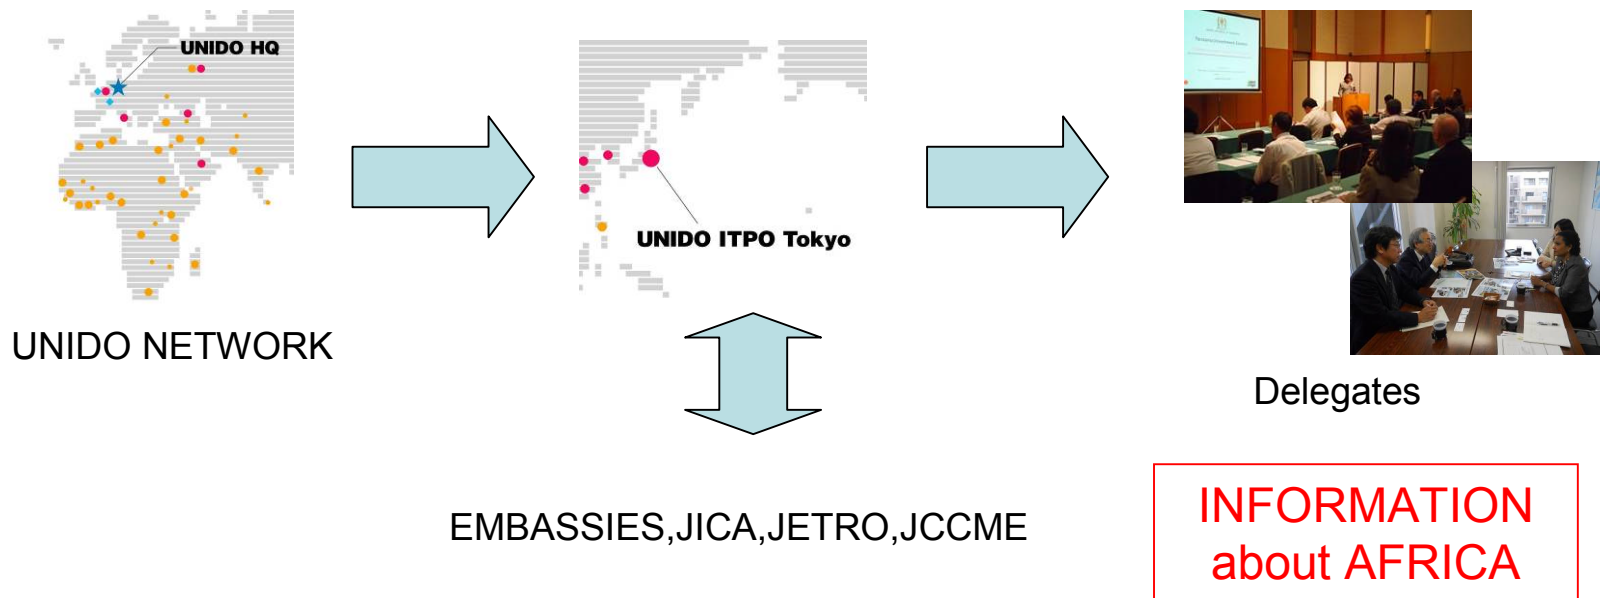 UNIDO HQ
UNIDO ITPO Tokyo
UNIDO NETWORK
Delegates
EMBASSIES,JICA,JETRO,JCCME
INFORMATION
about AFRICA